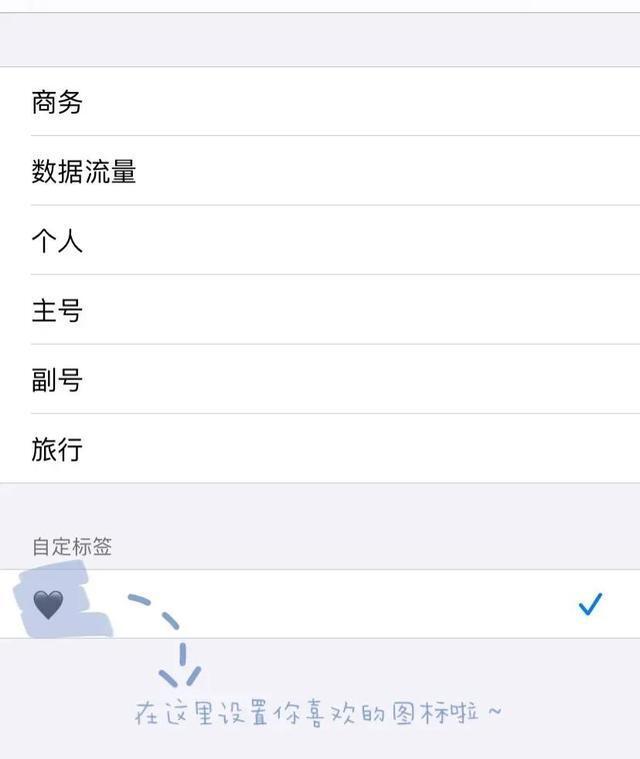 商务
数据流量
个人
主号
副号
旅行
自定标签
🖤
在这里设置你喜欢的图标啦~